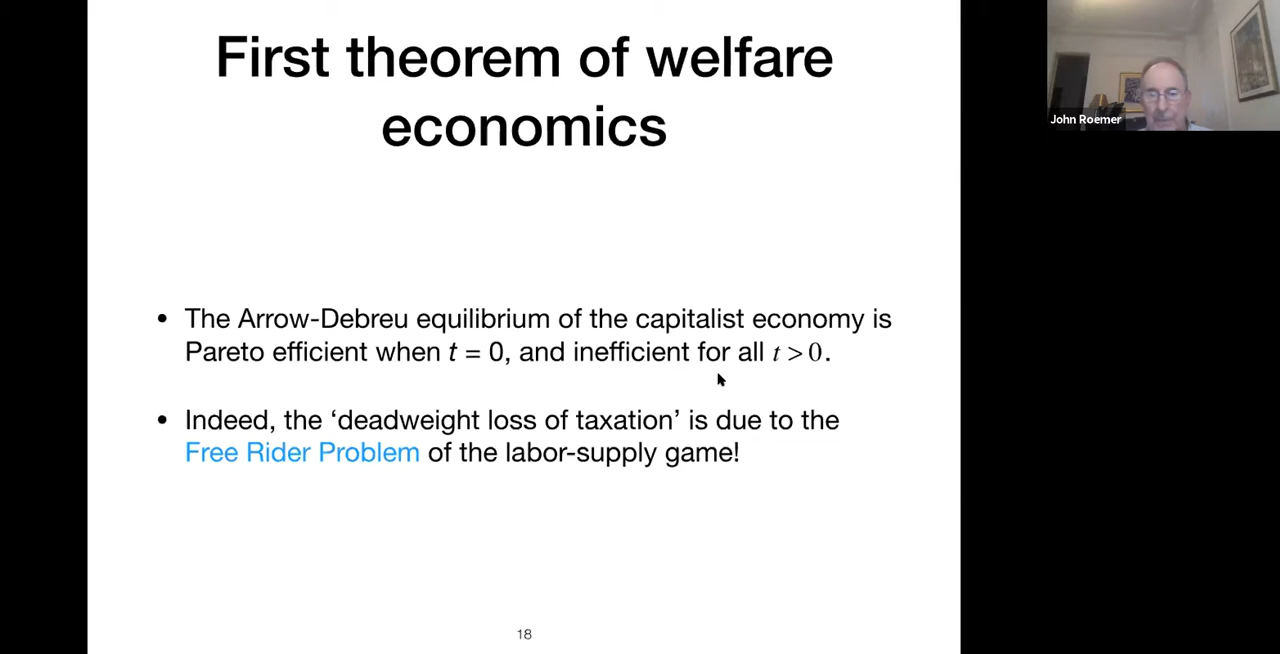 First theorem of welfare
economics
John Roemer
• The Arrow-Debreu equilibrium of the capitalist economy is
Pareto efficient when t = 0, and inefficient for all t > 0.
• Indeed, the ‘deadweight loss of taxation’ is due to the
Free Rider Problem of the labor-supply game!
18